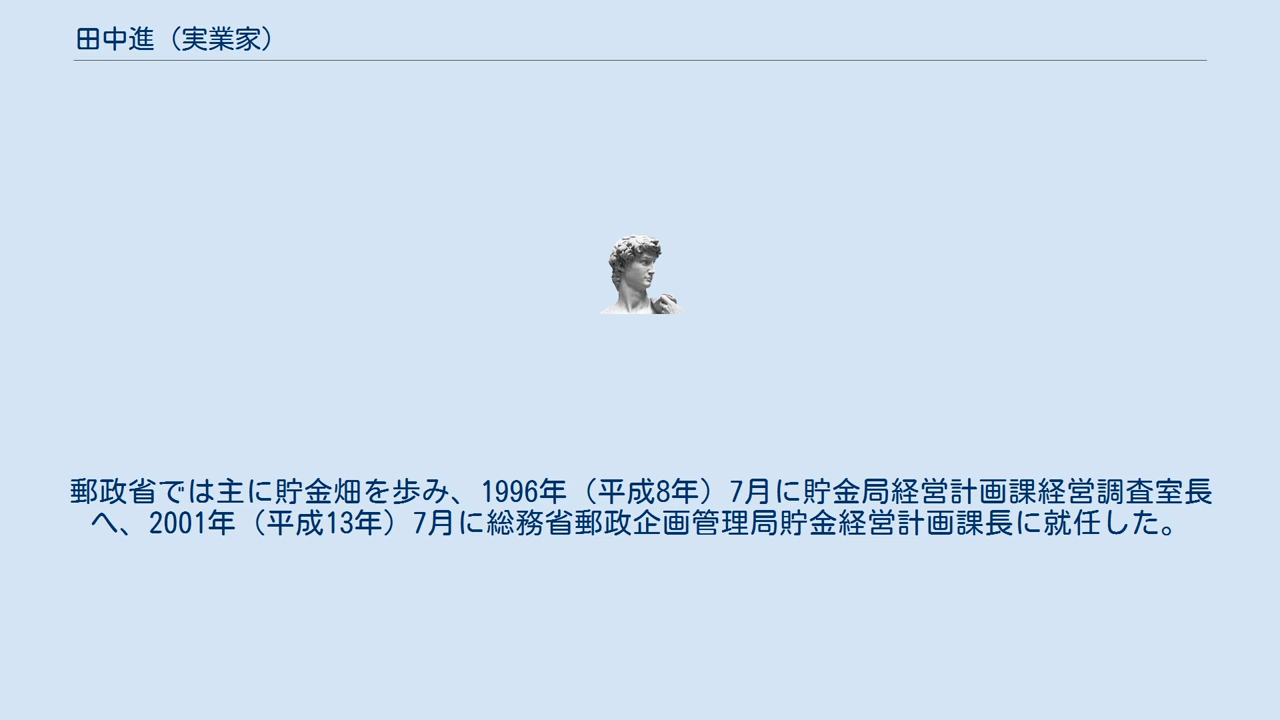 田中進（実業家）
郵政省では主に貯金畑を歩み、1996年（平成8年）7月に貯金局経営計画課経営調査室長
へ、2001年（平成13年）7月に総務省郵政企画管理局貯金経営計画課長に就任した。